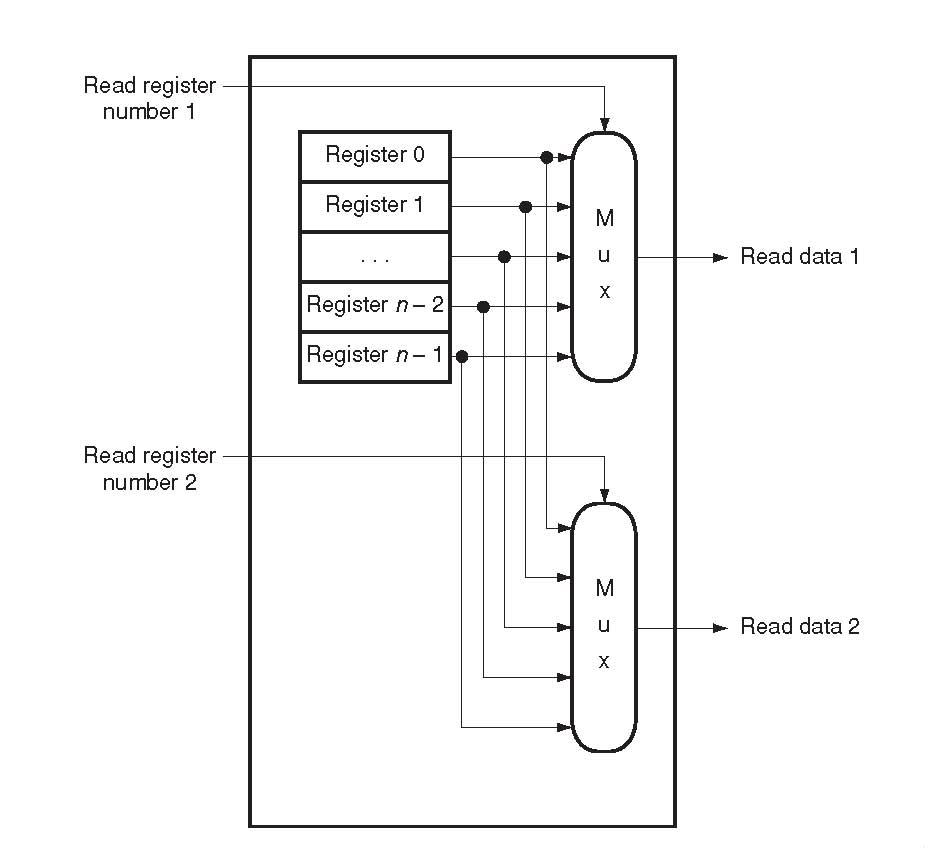 Read register
number 1
Register 0
Register 1
. . .
Register n – 2
Register n – 1
M
u
x
Read data 1
Read register
number 2
M
u
x
Read data 2